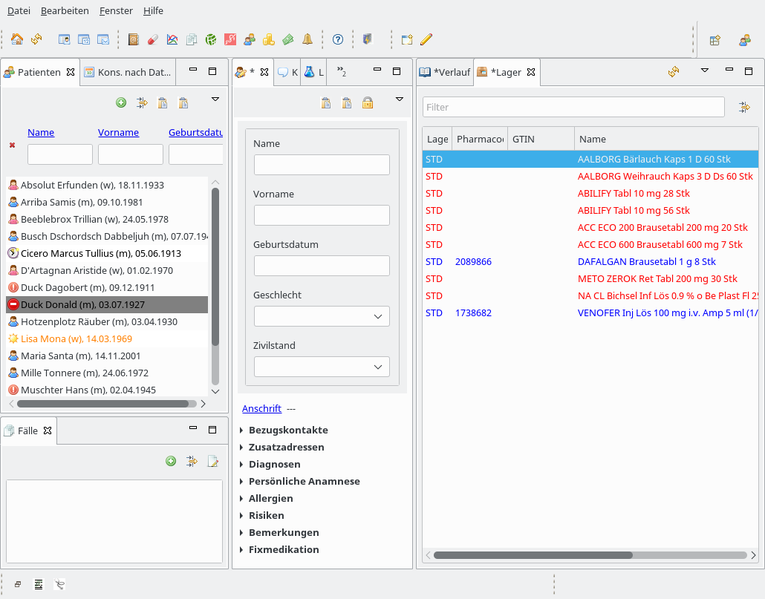 Datei Bearbeiten Fenster Hilfe
Patienten
Kons. nach Dat...
Name Vorname Geburtsdatu
Absolut Erfunden (w), 18.11.1933
Arriba Samis (m), 09.10.1981
Beeblebrox Trillian (w), 24.05.1978
Busch Dschordsch Dabbeljuh (m), 07.07.19
Cicero Marcus Tullius (m), 05.06.1913
D'Artagnan Aristide (w), 01.02.1970
Duck Dagobert (m), 09.12.1911
Duck Donald (m), 03.07.1927
Hotzenplotz Räuber (m), 03.04.1930
Lisa Mona (w), 14.03.1969
Maria Santa (m), 14.11.2001
Mille Tonnerre (m), 24.06.1972
Muschter Hans (m), 02.04.1945
Fälle
* K L »2
Name
Vorname
Geburtsdatum
Geschlecht
Zivilstand
Anschrift ---
Bezugskontakte
Zusatzadressen
Diagnosen
Persönliche Anamnese
Allergien
Risiken
Bemerkungen
Fixmedikation
*Verlauf
*Lager
Filter
Lage Pharmacoc GTIN Name
STD AALBORG Bärlauch Kaps 1 D 60 Stk
STD AALBORG Weihrauch Kaps 3 D Ds 60 Stk
STD ABILIFY Tabl 10 mg 28 Stk
STD ABILIFY Tabl 10 mg 56 Stk
STD ACC ECO 200 Brausetabl 200 mg 20 Stk
STD ACC ECO 600 Brausetabl 600 mg 7 Stk
STD 2089866 DAFALGAN Brausetabl 1 g 8 Stk
STD METO ZEROK Ret Tabl 200 mg 30 Stk
STD NA CL Bichsel Inf Lös 0.9 % o Be Plast Fl 25
STD 1738682 VENOFER Inj Lös 100 mg i.v. Amp 5 ml (1/